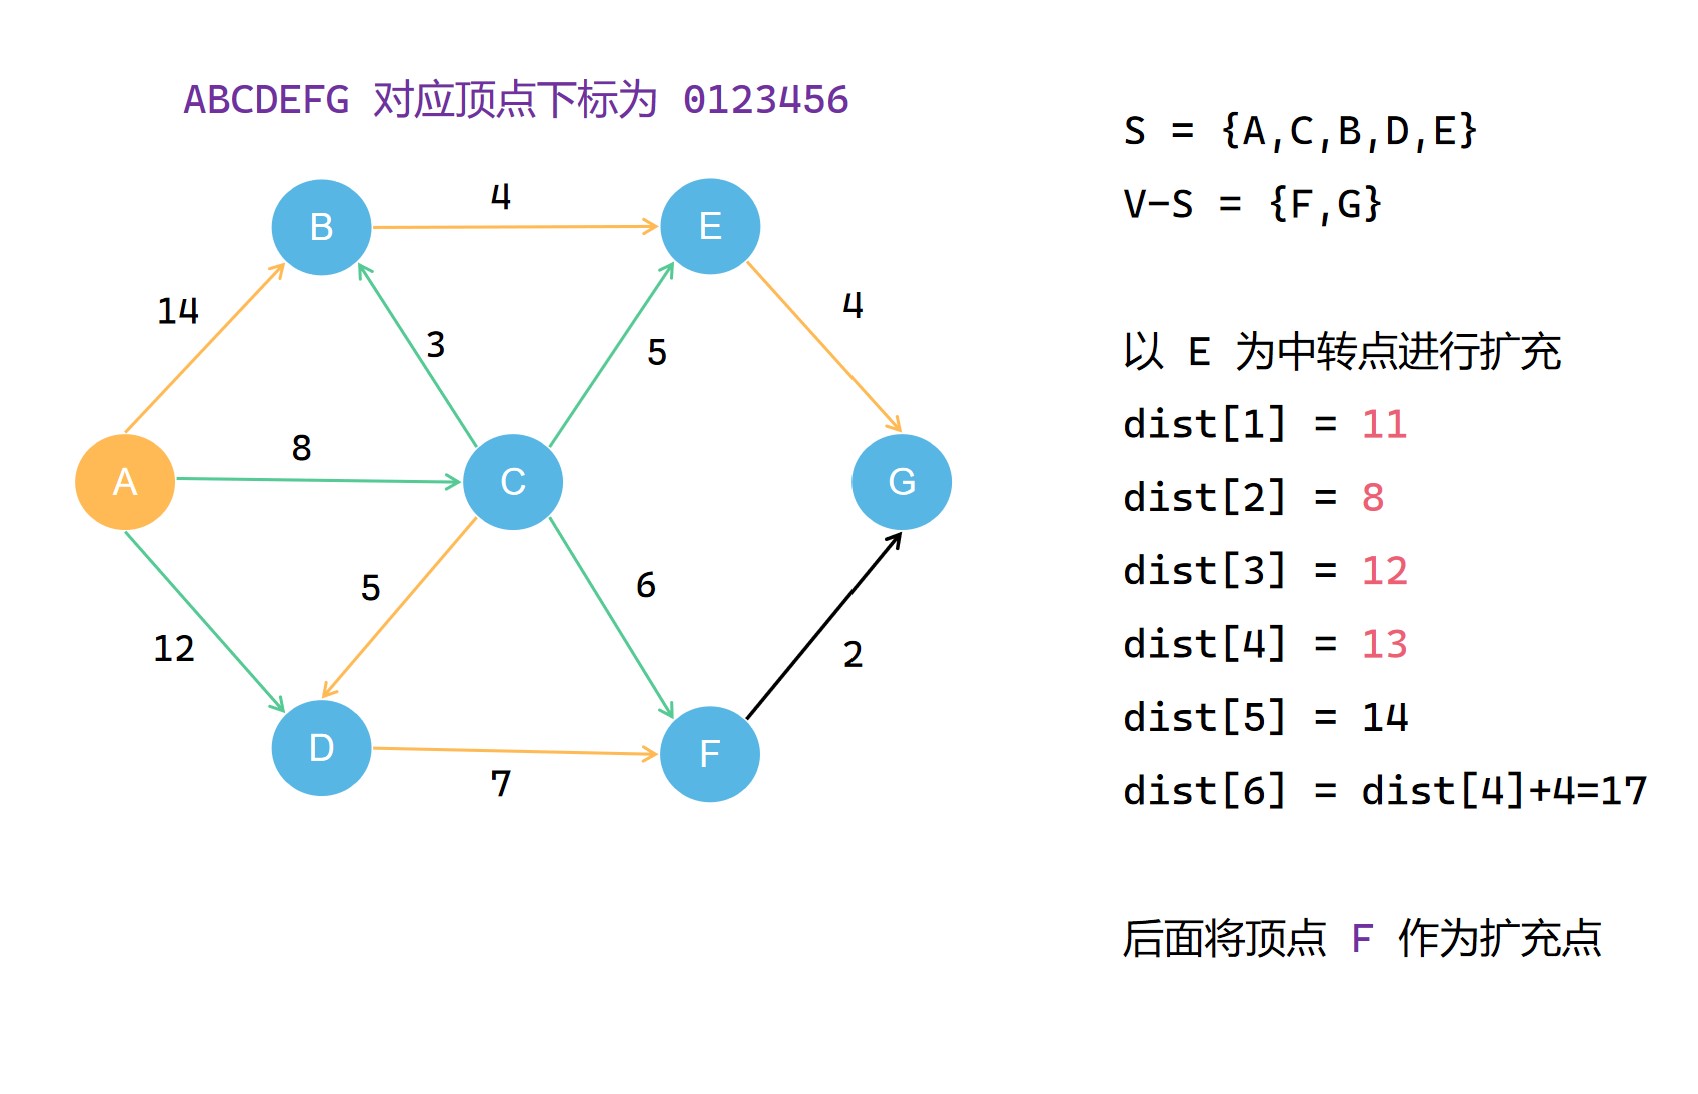 ABCDEFG 对应顶点下标为 0123456
B
4
E
14
3
5
4
A
8
C
G
12
5
6
2
D
7
F
S = {A,C,B,D,E}
V-S = {F,G}
以 E 为中转点进行扩充
dist[1] = 11
dist[2] = 8
dist[3] = 12
dist[4] = 13
dist[5] = 14
dist[6] = dist[4]+4=17
后面将顶点 F 作为扩充点